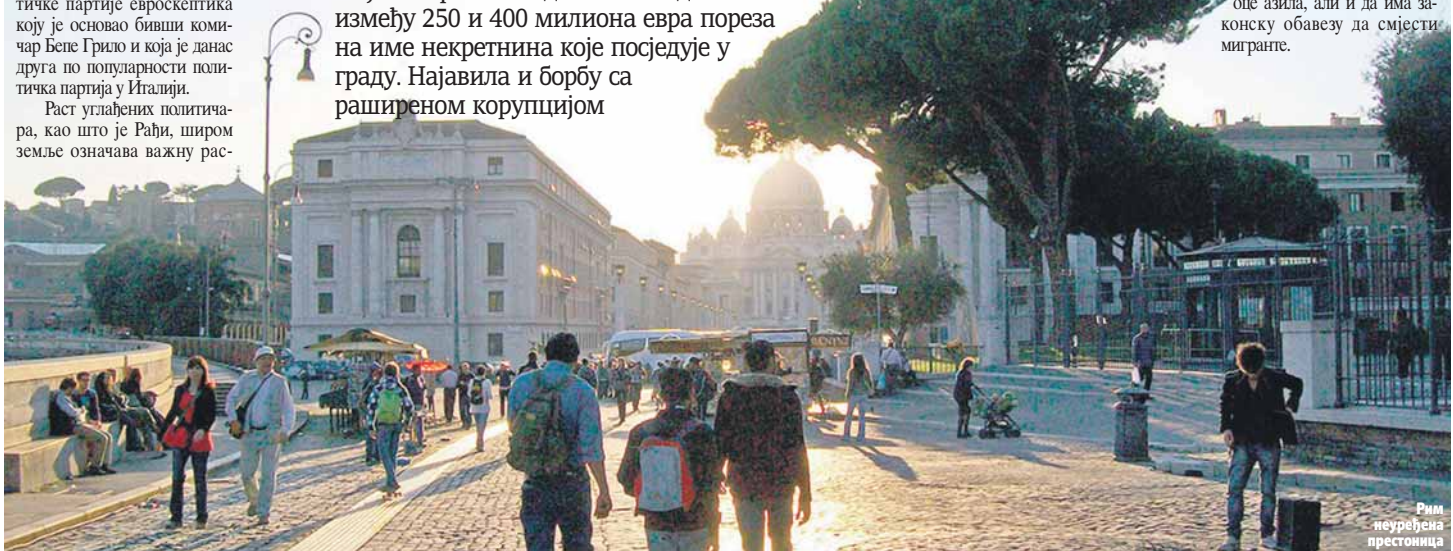 тичке партије евроскептика
коју је основао бивши коми-
чар Бепе Грило и која је данас
друга по популарности поли-
тичка партија у Италији.
Раст углађених политича-
ра, као што је Рађи, широм
земље означава важну рас-
између 250 и 400 милиона евра пореза
на име некретнина које посједује у
граду. Најавила и борбу са
раширеном корупцијом
оце азила, али и да има за-
конску обавезу да смјести
мигранте.
Рим
неуређена
престоница